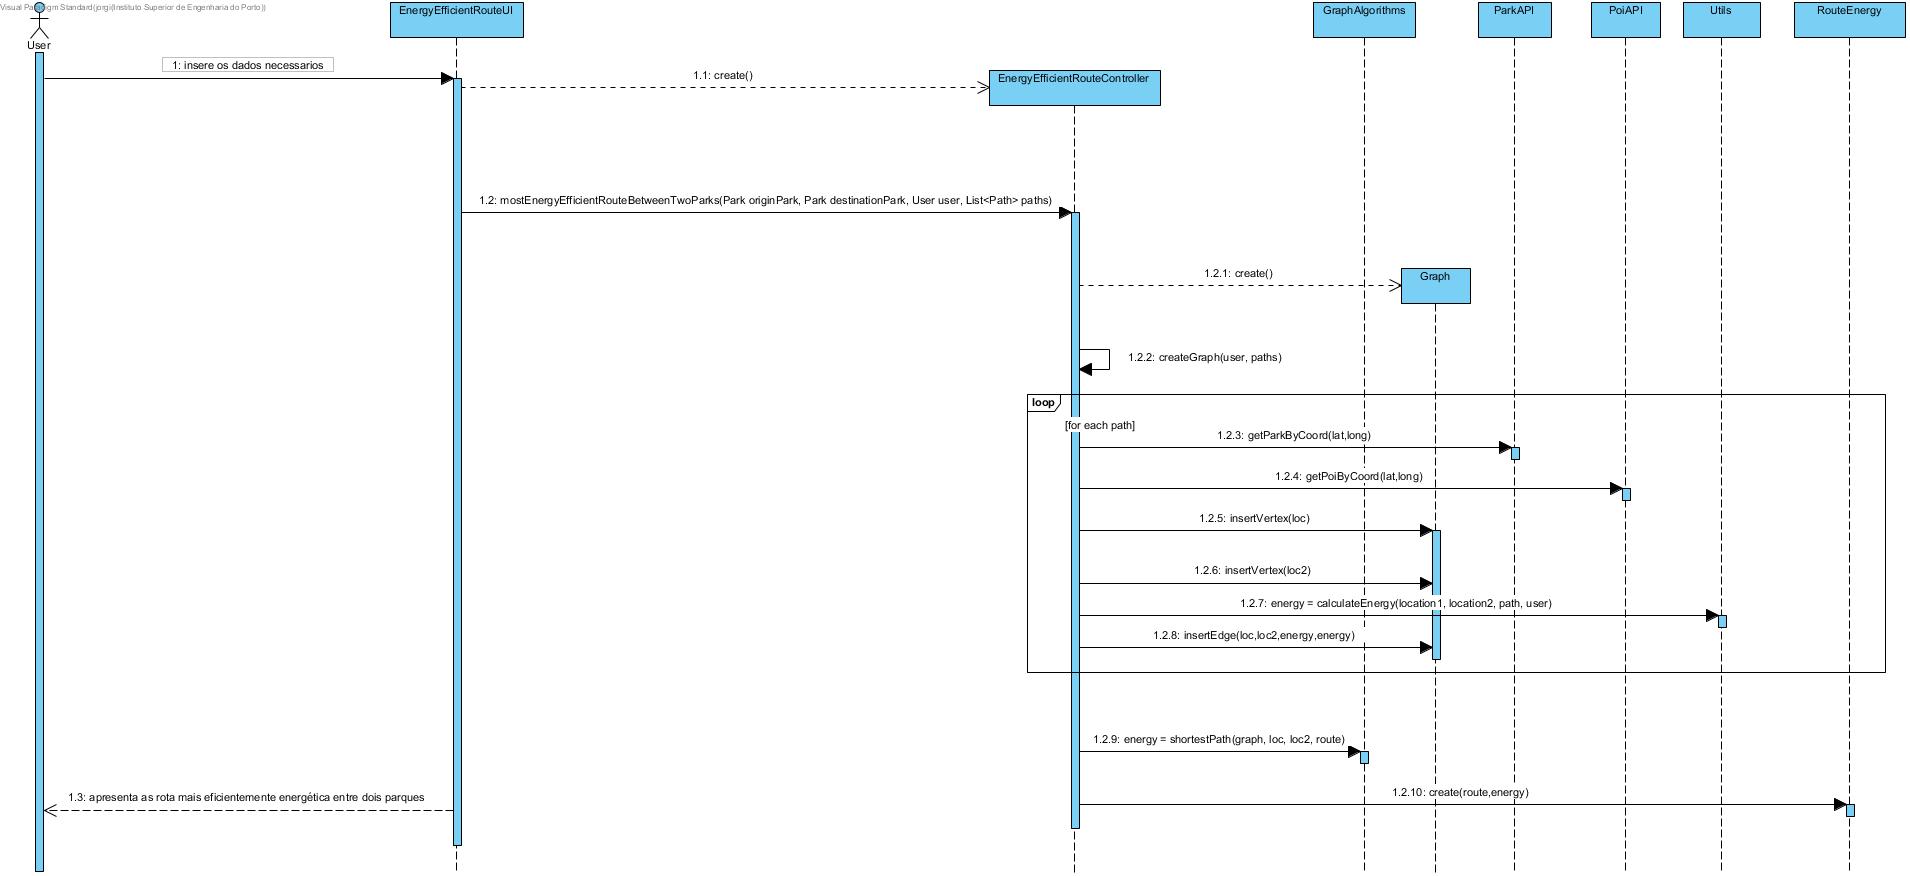 Visual Paradigm Standard(jorgi(Instituto Superior de Engenharia do Porto))
User
EnergyEfficientRouteUI
GraphAlgorithms
ParkAPI
PoiAPI
Utils
RouteEnergy
1: insere os dados necessarios
1.1: create()
EnergyEfficientRouteController
1.2: mostEnergyEfficientRouteBetweenTwoParks(Park originPark, Park destinationPark, User user, List<Path> paths)
1.2.1: create()
Graph
1.2.2: createGraph(user, paths)
loop
[for each path]
1.2.3: getParkByCoord(lat,long)
1.2.4: getPoiByCoord(lat,long)
1.2.5: insertVertex(loc)
1.2.6: insertVertex(loc2)
1.2.7: energy = calculateEnergy(location1, location2, path, user)
1.2.8: insertEdge(loc,loc2,energy,energy)
1.2.9: energy = shortestPath(graph, loc, loc2, route)
1.2.10: create(route,energy)
1.3: apresenta as rota mais eficientemente energética entre dois parques